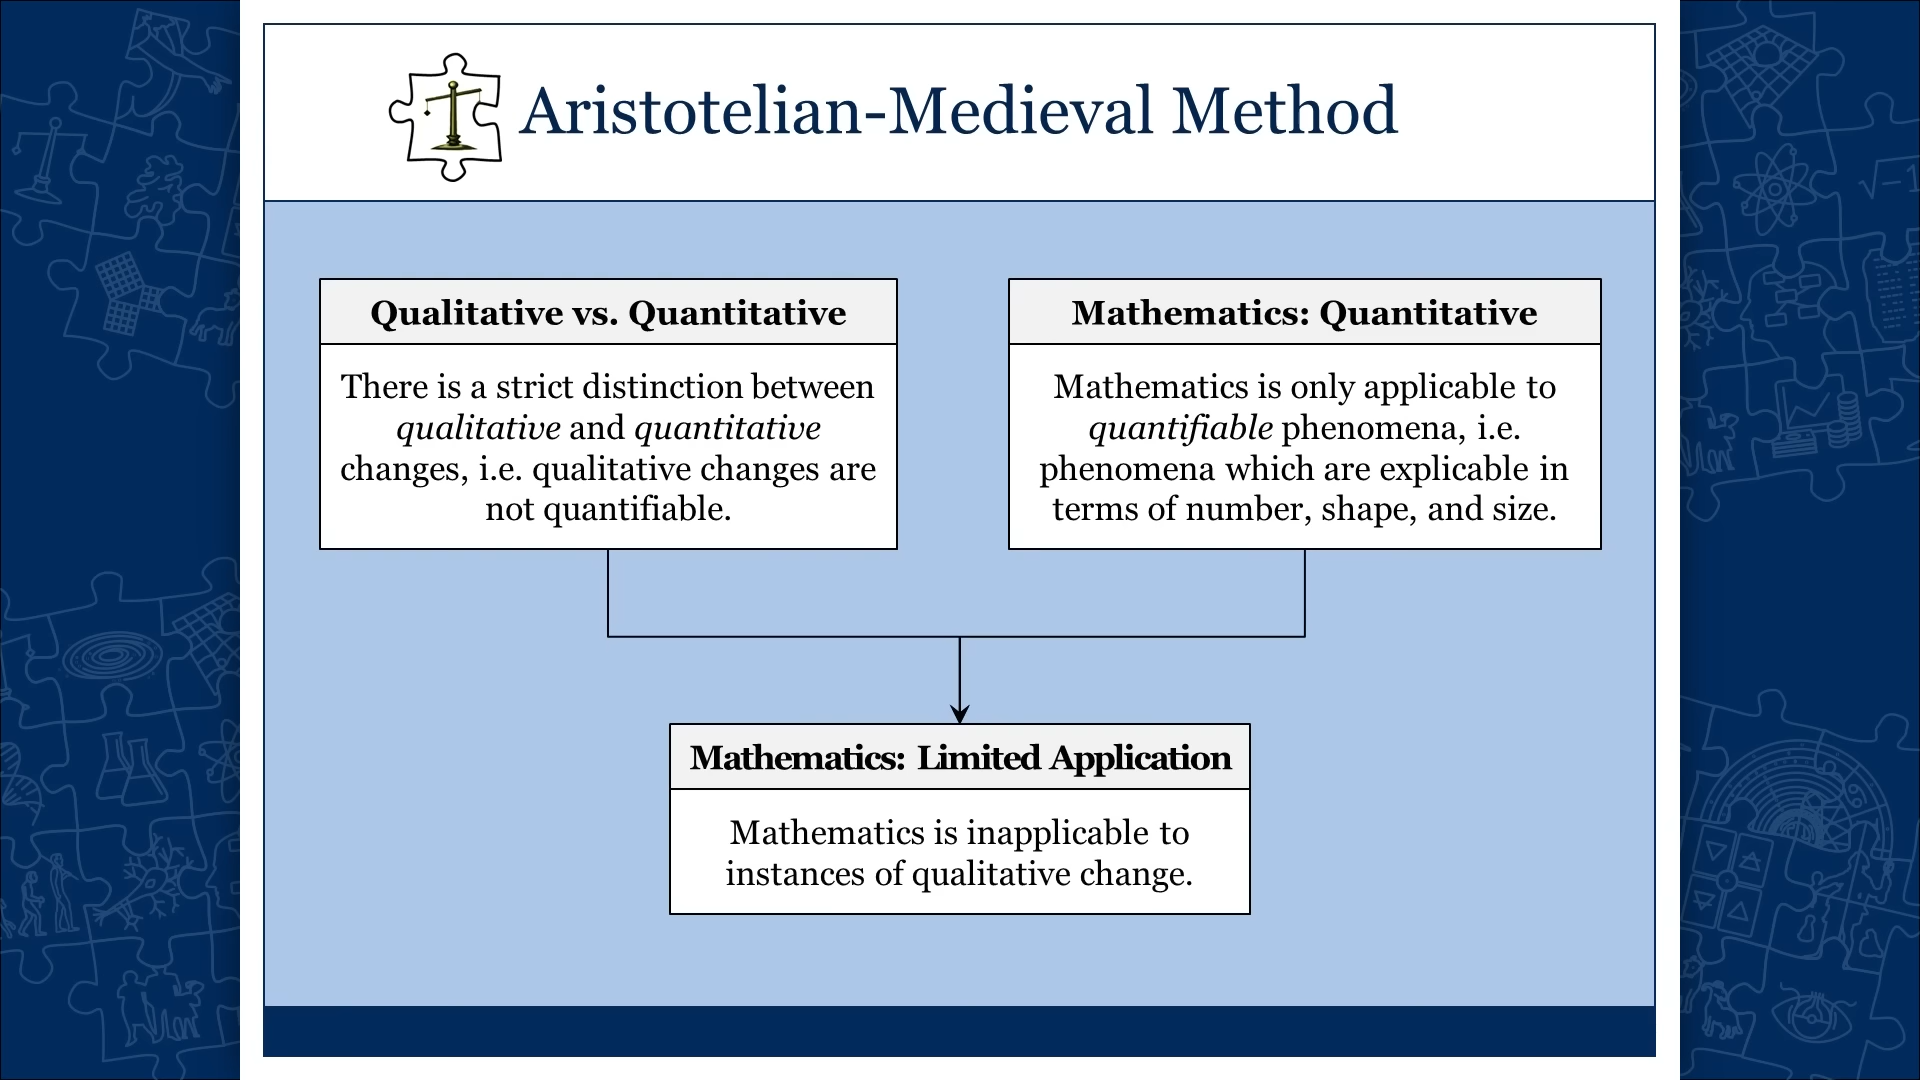 Aristotelian-Medieval Method
Qualitative vs. Quantitative
There is a strict distinction between
qualitative and quantitative
changes, i.e. qualitative changes are
not quantifiable.
Mathematics: Quantitative
Mathematics is only applicable to
quantifiable phenomena, i.e.
phenomena which are explicable in
terms of number, shape, and size.
Mathematics: Limited Application
Mathematics is inapplicable to
instances of qualitative change.
√-1